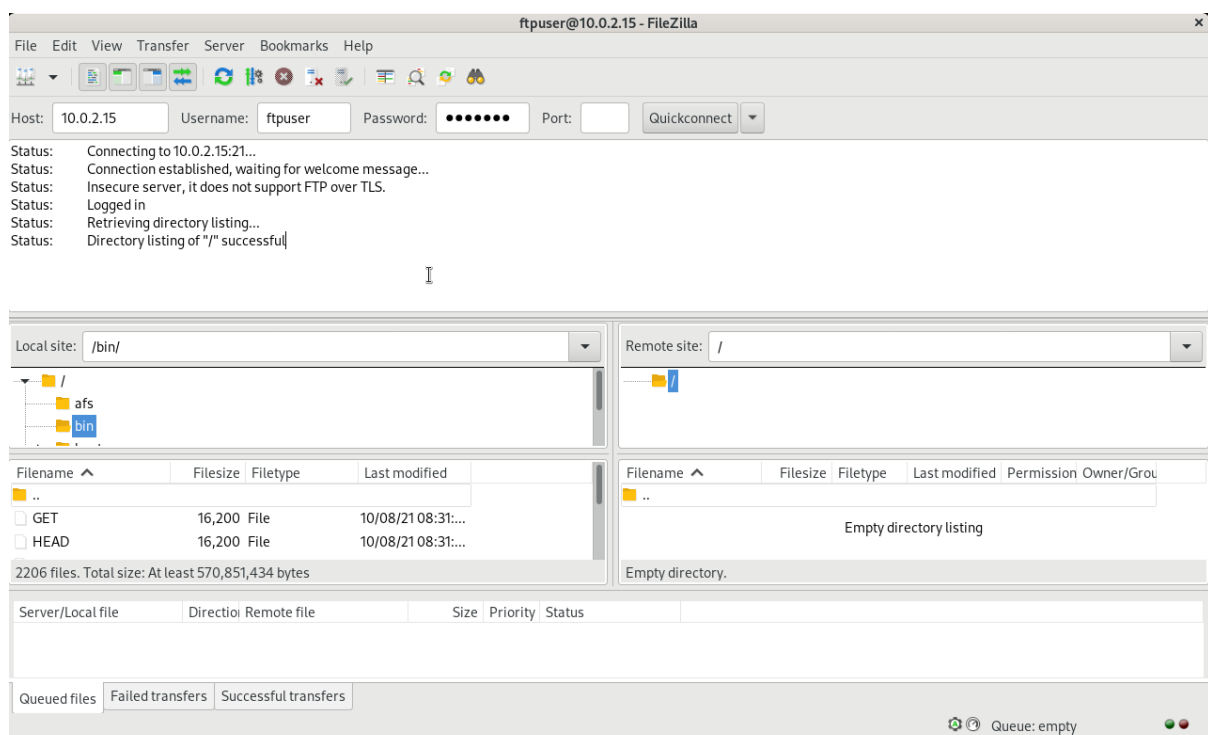 ftpuser@10.0.2.15 - FileZilla
File Edit View Transfer Server Bookmarks Help
Host: 10.0.2.15 Username: ftpuser Password: ●●●●●●● Port: Quickconnect
Status: Connecting to 10.0.2.15:21...
Status: Connection established, waiting for welcome message...
Status: Insecure server, it does not support FTP over TLS.
Status: Logged in
Status: Retrieving directory listing...
Status: Directory listing of "/" successful
Local site: /bin/
/
afs
bin
Filename Filesize Filetype Last modified
..
GET 16,200 File 10/08/21 08:31:...
HEAD 16,200 File 10/08/21 08:31:...
2206 files. Total size: At least 570,851,434 bytes
Remote site: /
/
Filename Filesize Filetype Last modified Permission Owner/Grou
..
Empty directory listing
Empty directory.
Server/Local file Directio Remote file Size Priority Status
Queued files Failed transfers Successful transfers
Queue: empty